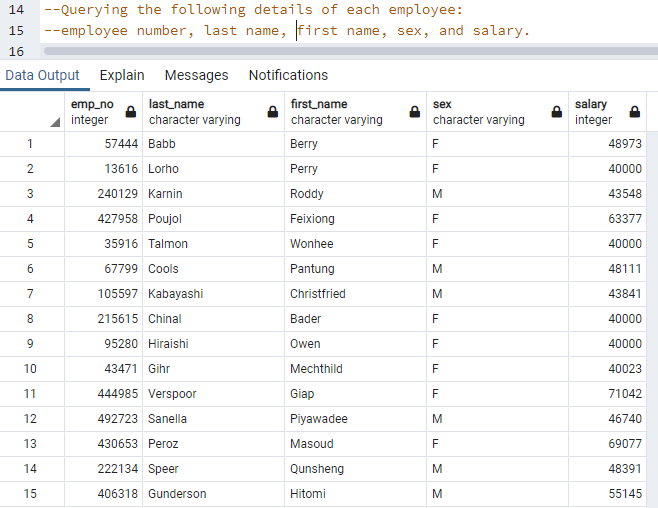 14 --Querying the following details of each employee:
15 --employee number, last name, first name, sex, and salary.
16
Data Output Explain Messages Notifications
emp_no last_name first_name sex salary
integer character varying character varying character varying integer
1 57444 Babb Berry F 48973
2 13616 Lorho Perry F 40000
3 240129 Karnin Roddy M 43548
4 427958 Poujol Feixiong F 63377
5 35916 Talmon Wonhee F 40000
6 67799 Cools Pantung M 48111
7 105597 Kabayashi Christfried M 43841
8 215615 Chinal Bader F 40000
9 95280 Hiraishi Owen F 40000
10 43471 Gihr Mechthild F 40023
11 444985 Verspoor Giap F 71042
12 492723 Sanella Piyawadee M 46740
13 430653 Peroz Masoud F 69077
14 222134 Speer Qunsheng M 48391
15 406318 Gunderson Hitomi M 55145